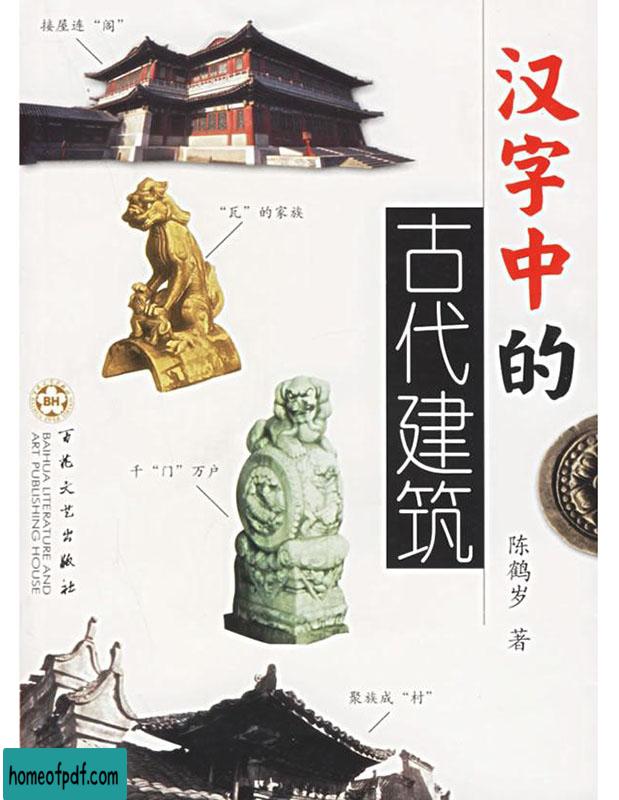 接屋连“阁”
汉字中的
古代建筑
“瓦”的家族
BH
百花文艺出版社
BAIHUA LITERATURE AND
ART PUBLISHING HOUSE
千“门”万户
陈鹤岁 著
聚族成“村”
homeofpdf.com